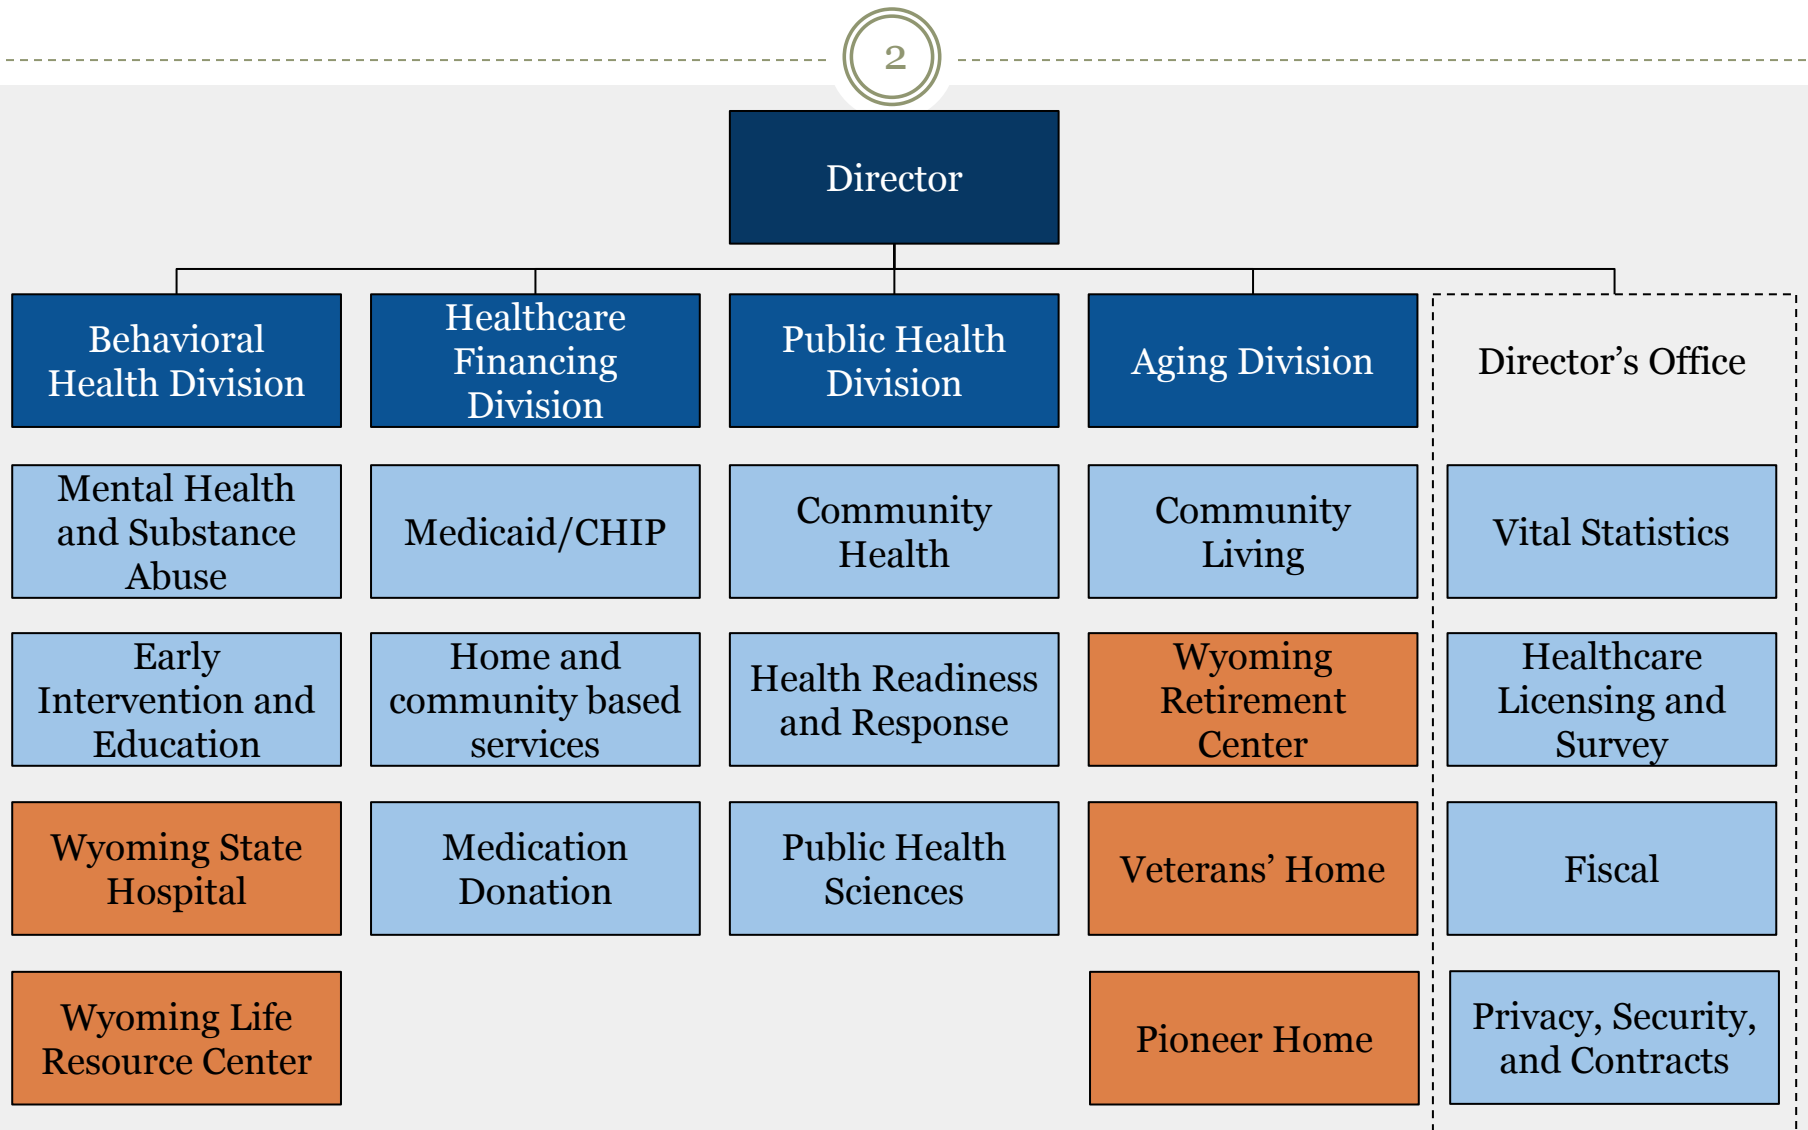 2
Director
Behavioral
Health Division
Healthcare
Financing
Division
Public Health
Division
Aging Division
Director’s Office
Mental Health
and Substance
Abuse
Medicaid/CHIP
Community
Health
Community
Living
Vital Statistics
Early
Intervention and
Education
Home and
community based
services
Health Readiness
and Response
Wyoming
Retirement
Center
Healthcare
Licensing and
Survey
Wyoming State
Hospital
Medication
Donation
Public Health
Sciences
Veterans’ Home
Fiscal
Wyoming Life
Resource Center
Pioneer Home
Privacy, Security,
and Contracts